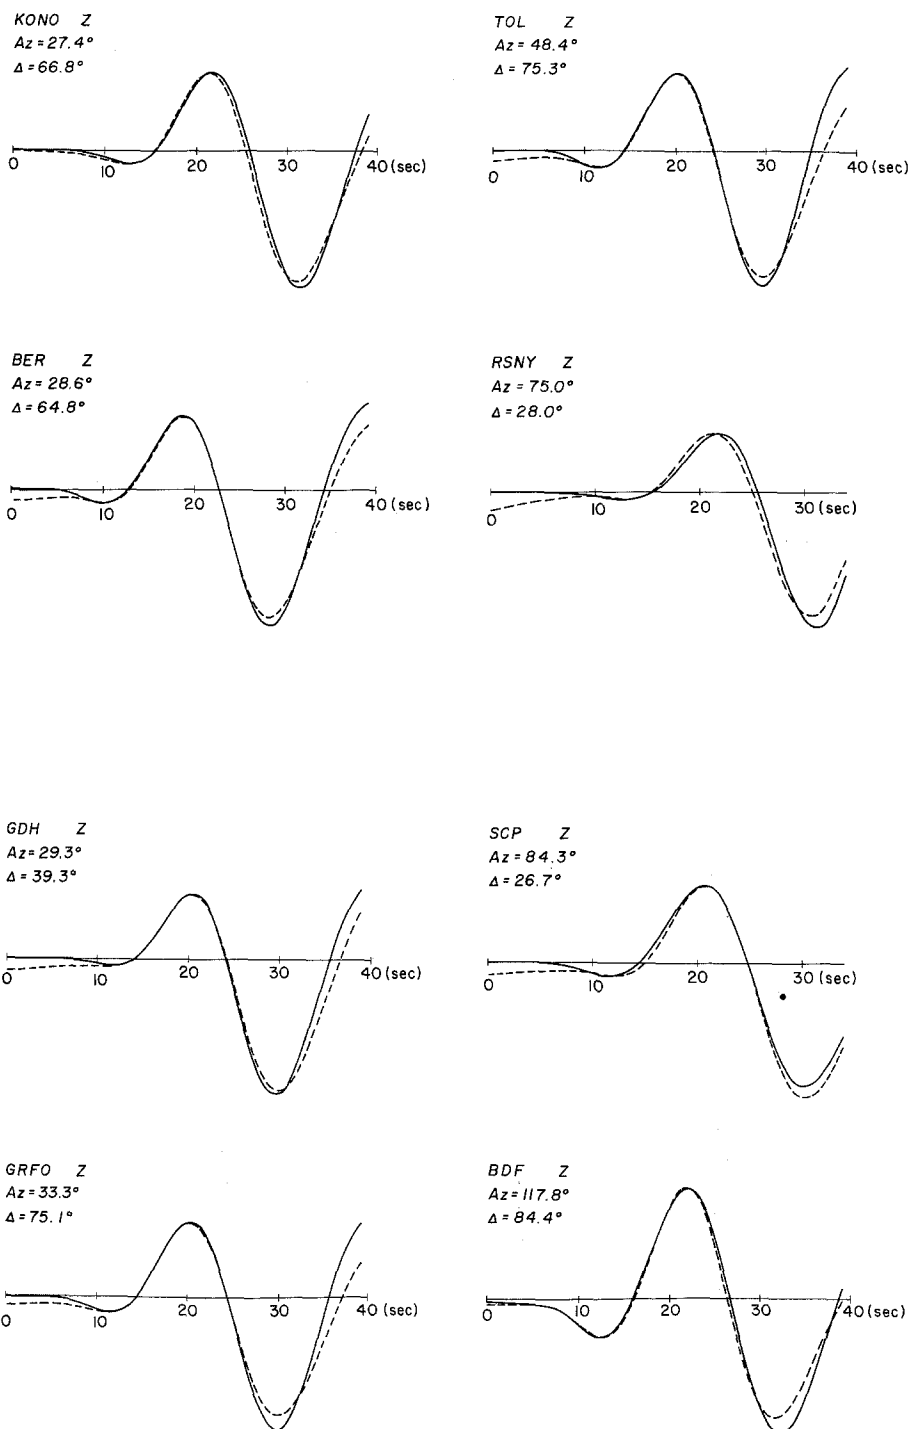 KONO Z
Az=27.4°
Δ=66.8°
0 10 20 30 40 (sec)
BER Z
Az=28.6°
Δ=64.8°
0 10 20 30 40 (sec)
GDH Z
Az=29.3°
Δ=39.3°
0 10 20 30 40 (sec)
GRFO Z
Az=33.3°
Δ=75.1°
0 10 20 30 40 (sec)
TOL Z
Az=48.4°
Δ=75.3°
0 10 20 30 40 (sec)
RSNY Z
Az=75.0°
Δ=28.0°
0 10 20 30 (sec)
SCP Z
Az=84.3°
Δ=26.7°
0 10 20 30 (sec)
BDF Z
Az=117.8°
Δ=84.4°
0 10 20 30 40 (sec)